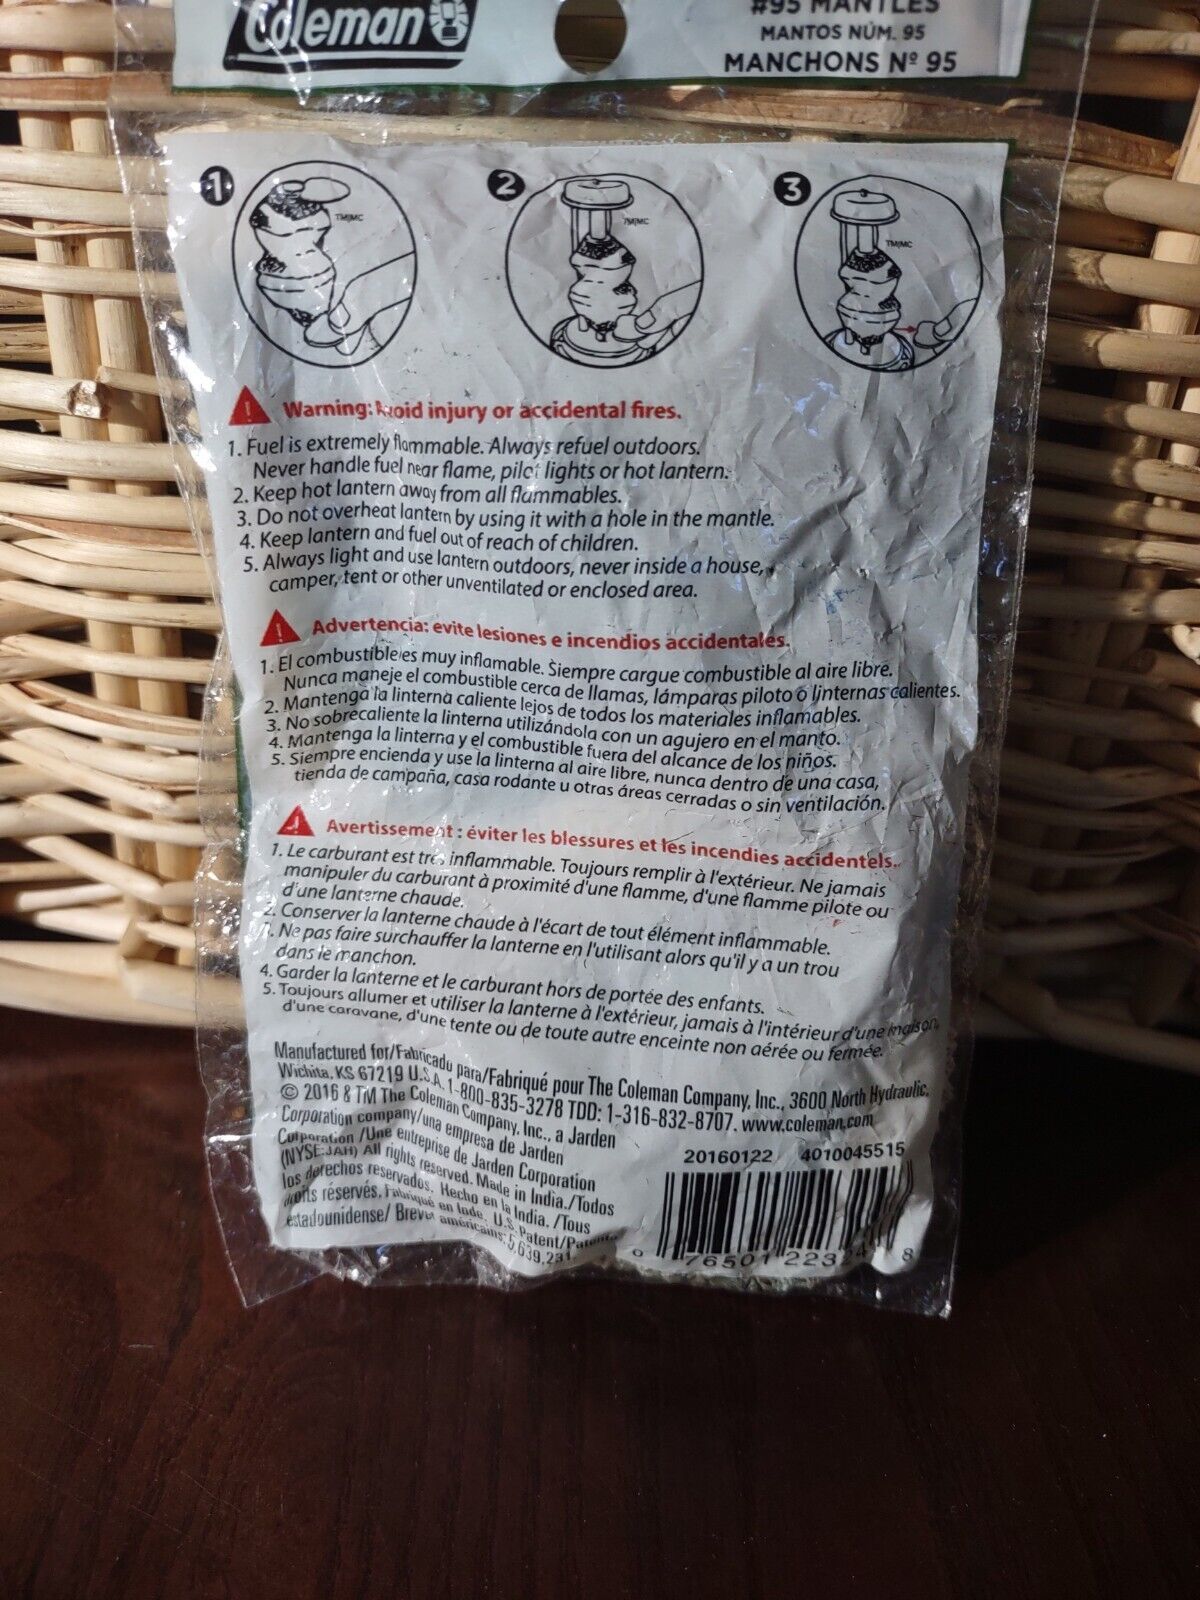 Coleman
#95 MANTLES
MANTOS NÚM. 95
MANCHONS Nº 95
1
2
3
TM/MC
TM/MC
TM/MC
Warning: Avoid injury or accidental fires.
1. Fuel is extremely flammable. Always refuel outdoors.
Never handle fuel near flame, pilot lights or hot lantern.
2. Keep hot lantern away from all flammables.
3. Do not overheat lantern by using it with a hole in the mantle.
4. Keep lantern and fuel out of reach of children.
5. Always light and use lantern outdoors, never inside a house,
camper, tent or other unventilated or enclosed area.
Advertencia: evite lesiones e incendios accidentales.
1. El combustible es muy inflamable. Siempre cargue combustible al aire libre.
Nunca maneje el combustible cerca de llamas, lámparas piloto o linternas calientes.
2. Mantenga la linterna caliente lejos de todos los materiales inflamables.
3. No sobrecaliente la linterna utilizándola con un agujero en el manto.
4. Mantenga la linterna y el combustible fuera del alcance de los niños.
5. Siempre encienda y use la linterna al aire libre, nunca dentro de una casa,
tienda de campaña, casa rodante u otras áreas cerradas o sin ventilación.
Avertissement : éviter les blessures et les incendies accidentels.
1. Le carburant est très inflammable. Toujours remplir à l'extérieur. Ne jamais
manipuler du carburant à proximité d'une flamme, d'une flamme pilote ou
d'une lanterne chaude.
2. Conserver la lanterne chaude à l'écart de tout élément inflammable.
3. Ne pas faire surchauffer la lanterne en l'utilisant alors qu'il y a un trou
dans le manchon.
4. Garder la lanterne et le carburant hors de portée des enfants.
5. Toujours allumer et utiliser la lanterne à l'extérieur, jamais à l'intérieur d'une maison,
d'une caravane, d'une tente ou de toute autre enceinte non aérée ou fermée.
Manufactured for/Fabricado para/Fabriqué pour The Coleman Company, Inc., 3600 North Hydraulic,
Wichita, KS 67219 U.S.A. 1-800-835-3278 TDD: 1-316-832-8707. www.coleman.com
© 2016 & TM The Coleman Company, Inc., a Jarden
Corporation company/una empresa de Jarden
Corporation /Une entreprise de Jarden Corporation
(NYSE:JAH) All rights reserved. Made in India./Todos
los derechos reservados. Hecho en la India. /Tous
droits réservés. Fabriqué en Inde. U.S. Patent/Patente
estadounidense/ Brevet américains: 5,639,231
20160122 4010045515
0 76501 22324 8